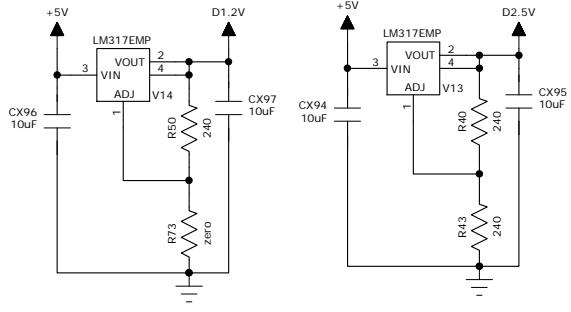 +5V
D1.2V
LM317EMP
VOUT
2
4
3
VIN
ADJ
V14
1
CX96
10uF
CX97
10uF
R50
240
R73
zero
+5V
D2.5V
LM317EMP
VOUT
2
4
3
VIN
ADJ
V13
1
CX94
10uF
CX95
10uF
R40
240
R43
240